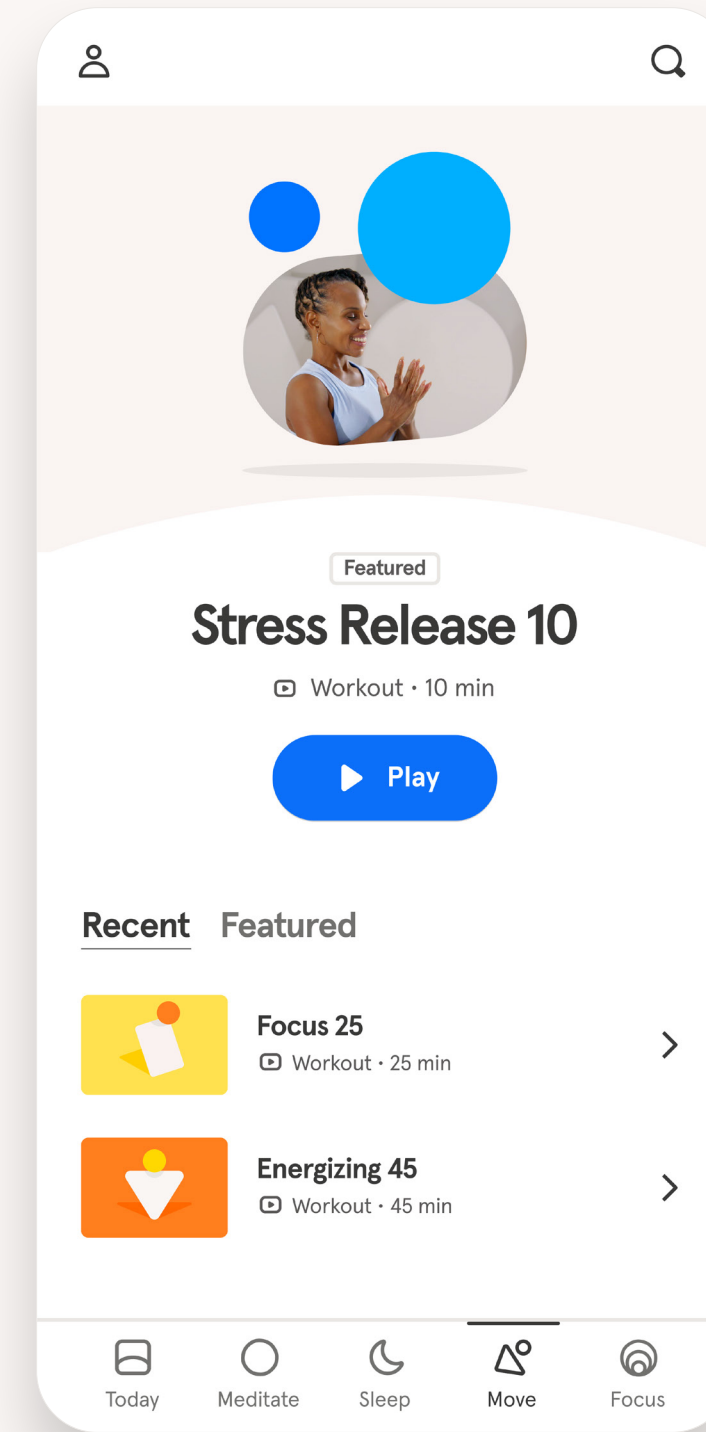 Featured
Stress Release 10
Workout • 10 min
Play
Recent Featured
Focus 25
Workout • 25 min
Energizing 45
Workout • 45 min
Today Meditate Sleep Move Focus